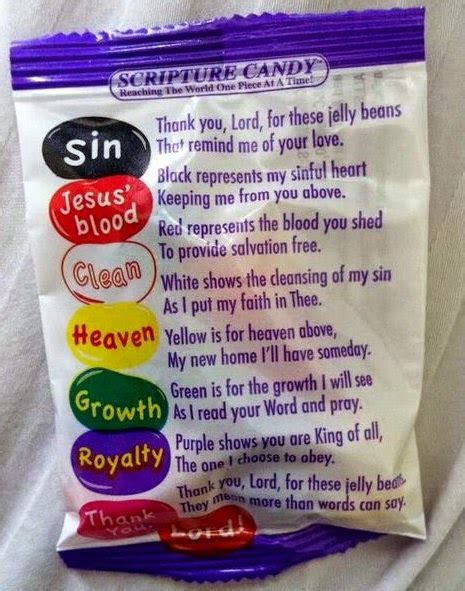 SCRIPTURE CANDY™
Reaching The World One Piece At A Time!
Sin
Thank you, Lord, for these jelly beans
That remind me of your love.
Jesus' blood
Black represents my sinful heart
Keeping me from you above.
Red represents the blood you shed
To provide salvation free.
Clean
White shows the cleansing of my sin
As I put my faith in Thee.
Heaven
Yellow is for heaven above,
My new home I'll have someday.
Growth
Green is for the growth I will see
As I read your Word and pray.
Royalty
Purple shows you are King of all,
The one I choose to obey.
Thank You,
Lord!
Thank you, Lord, for these jelly beans
They mean more than words can say.